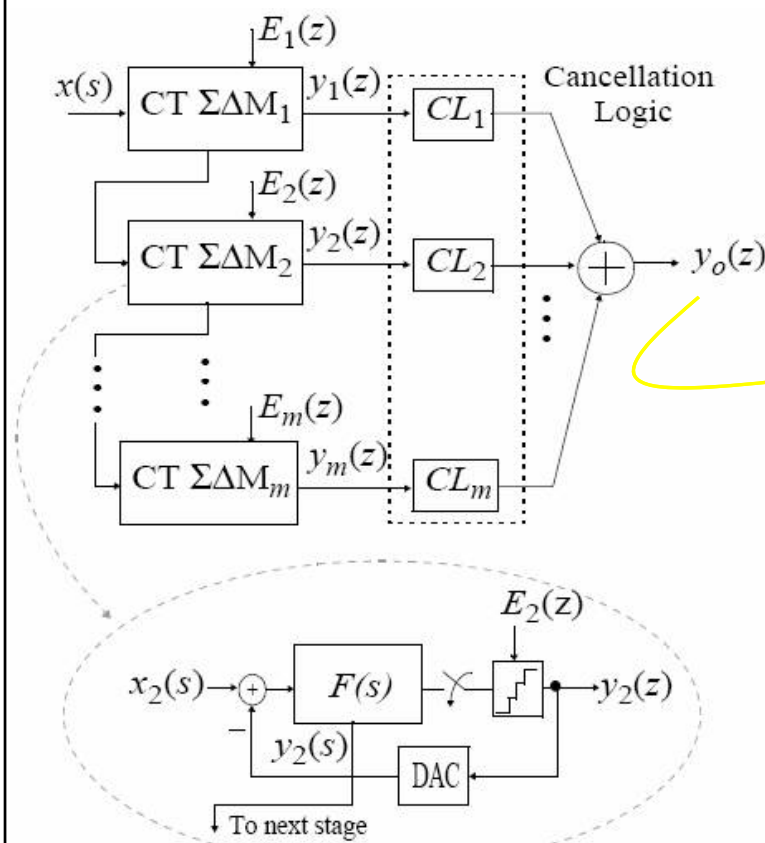 E₁(z)
x(s)
CT ΣΔM₁
y₁(z)
CL₁
Cancellation
Logic
E₂(z)
CT ΣΔM₂
y₂(z)
CL₂
+
yₒ(z)
Eₘ(z)
CT ΣΔMₘ
yₘ(z)
CLₘ
E₂(z)
x₂(s)
+
F(s)
y₂(z)
−
y₂(s)
DAC
To next stage